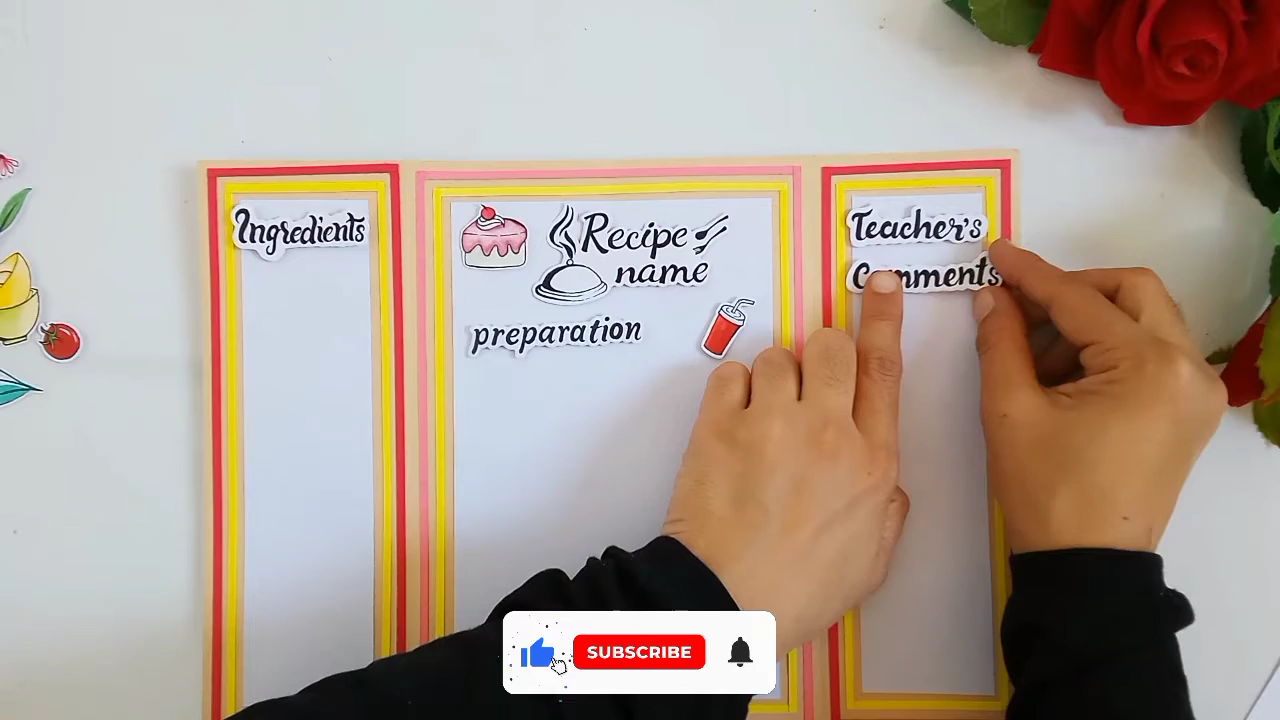 Ingredients
Recipe
name
preparation
Teacher's
Comments
SUBSCRIBE